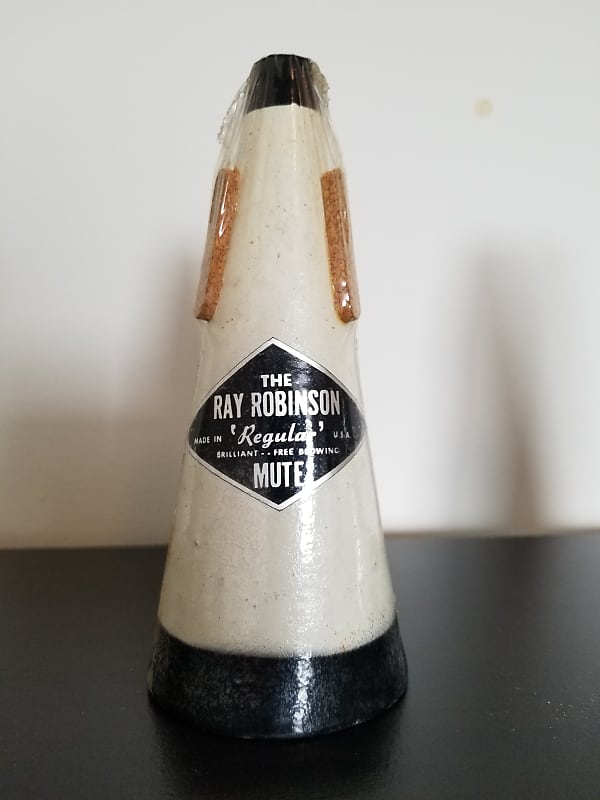 THE
RAY ROBINSON
MADE IN 'Regular' U.S.A.
BRILLIANT - - FREE BLOWING
MUTE